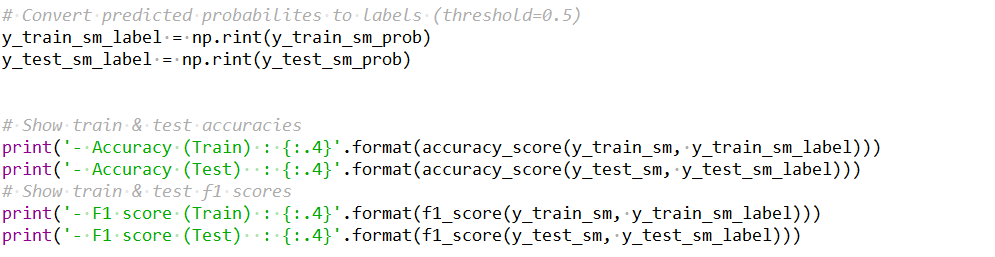 # Convert predicted probabilites to labels (threshold=0.5)
y_train_sm_label = np.rint(y_train_sm_prob)
y_test_sm_label = np.rint(y_test_sm_prob)
# Show train & test accuracies
print('- Accuracy (Train) : {:.4}'.format(accuracy_score(y_train_sm, y_train_sm_label)))
print('- Accuracy (Test)  : {:.4}'.format(accuracy_score(y_test_sm, y_test_sm_label)))
# Show train & test f1 scores
print('- F1 score (Train) : {:.4}'.format(f1_score(y_train_sm, y_train_sm_label)))
print('- F1 score (Test)  : {:.4}'.format(f1_score(y_test_sm, y_test_sm_label)))